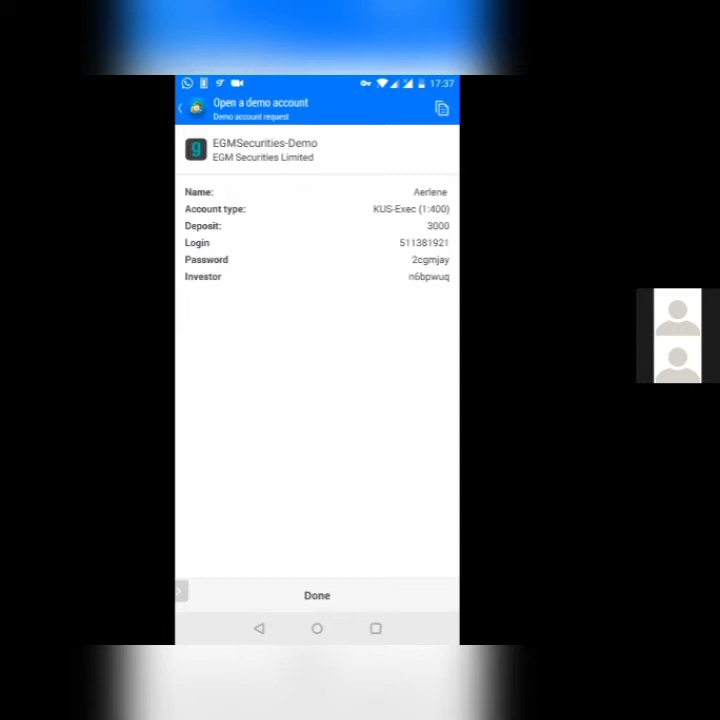 17:37
Open a demo account
Demo account request
g
EGMSecurities-Demo
EGM Securities Limited
Name: Aerlene
Account type: KUS-Exec (1:400)
Deposit: 3000
Login 511381921
Password 2cgmjay
Investor n6bpwuq
Done